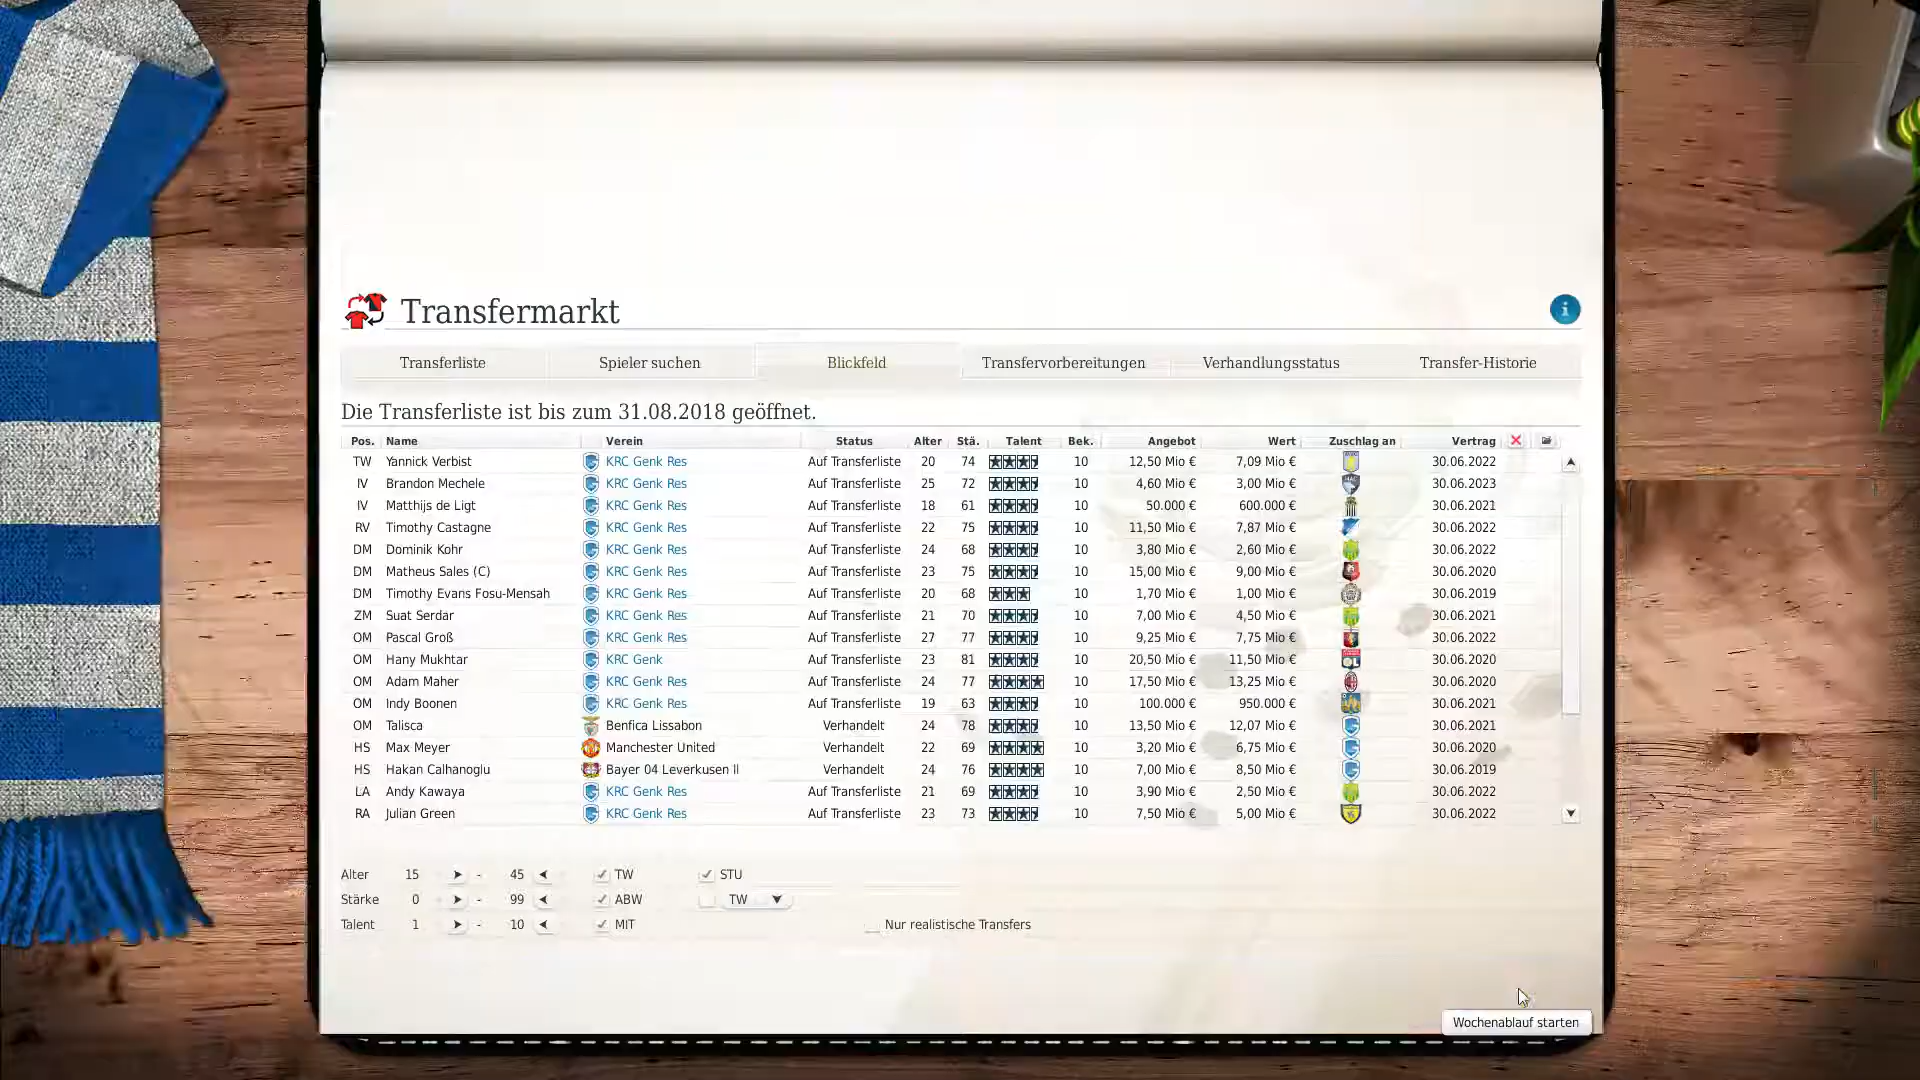 Transfermarkt
Transferliste Spieler suchen Blickfeld Transfervorbereitungen Verhandlungsstatus Transfer-Historie
Die Transferliste ist bis zum 31.08.2018 geöffnet.
Pos. Name Verein Status Alter Stä. Talent Bek. Angebot Wert Zuschlag an Vertrag
TW Yannick Verbist KRC Genk Res Auf Transferliste 20 74 10 12,50 Mio € 7,09 Mio € 30.06.2022
IV Brandon Mechele KRC Genk Res Auf Transferliste 25 72 10 4,60 Mio € 3,00 Mio € 30.06.2023
IV Matthijs de Ligt KRC Genk Res Auf Transferliste 18 61 10 50.000 € 600.000 € 30.06.2021
RV Timothy Castagne KRC Genk Res Auf Transferliste 22 75 10 11,50 Mio € 7,87 Mio € 30.06.2022
DM Dominik Kohr KRC Genk Res Auf Transferliste 24 68 10 3,80 Mio € 2,60 Mio € 30.06.2022
DM Matheus Sales (C) KRC Genk Res Auf Transferliste 23 75 10 15,00 Mio € 9,00 Mio € 30.06.2020
DM Timothy Evans Fosu-Mensah KRC Genk Res Auf Transferliste 20 68 10 1,70 Mio € 1,00 Mio € 30.06.2019
ZM Suat Serdar KRC Genk Res Auf Transferliste 21 70 10 7,00 Mio € 4,50 Mio € 30.06.2021
OM Pascal Groß KRC Genk Res Auf Transferliste 27 77 10 9,25 Mio € 7,75 Mio € 30.06.2022
OM Hany Mukhtar KRC Genk Auf Transferliste 23 81 10 20,50 Mio € 11,50 Mio € 30.06.2020
OM Adam Maher KRC Genk Res Auf Transferliste 24 77 10 17,50 Mio € 13,25 Mio € 30.06.2020
OM Indy Boonen KRC Genk Res Auf Transferliste 19 63 10 100.000 € 950.000 € 30.06.2021
OM Talisca Benfica Lissabon Verhandelt 24 78 10 13,50 Mio € 12,07 Mio € 30.06.2021
HS Max Meyer Manchester United Verhandelt 22 69 10 3,20 Mio € 6,75 Mio € 30.06.2020
HS Hakan Calhanoglu Bayer 04 Leverkusen II Verhandelt 24 76 10 7,00 Mio € 8,50 Mio € 30.06.2019
LA Andy Kawaya KRC Genk Res Auf Transferliste 21 69 10 3,90 Mio € 2,50 Mio € 30.06.2022
RA Julian Green KRC Genk Res Auf Transferliste 23 73 10 7,50 Mio € 5,00 Mio € 30.06.2022
Alter 15 - 45 TW STU
Stärke 0 - 99 ABW TW
Talent 1 - 10 MIT Nur realistische Transfers
Wochenablauf starten